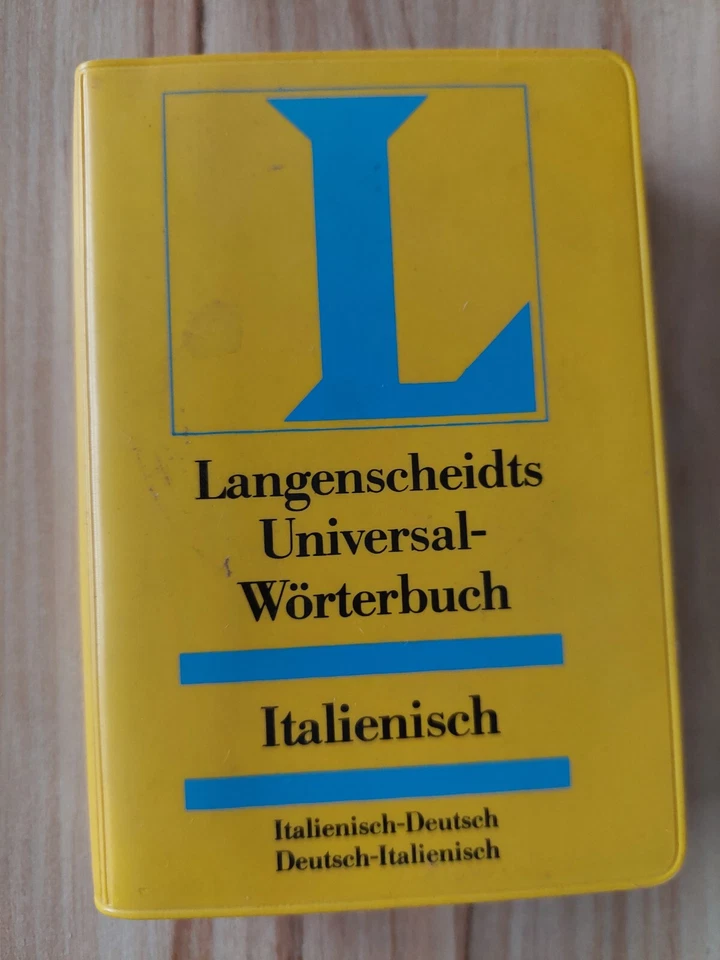 L
Langenscheidts
Universal-
Wörterbuch
Italienisch
Italienisch-Deutsch
Deutsch-Italienisch